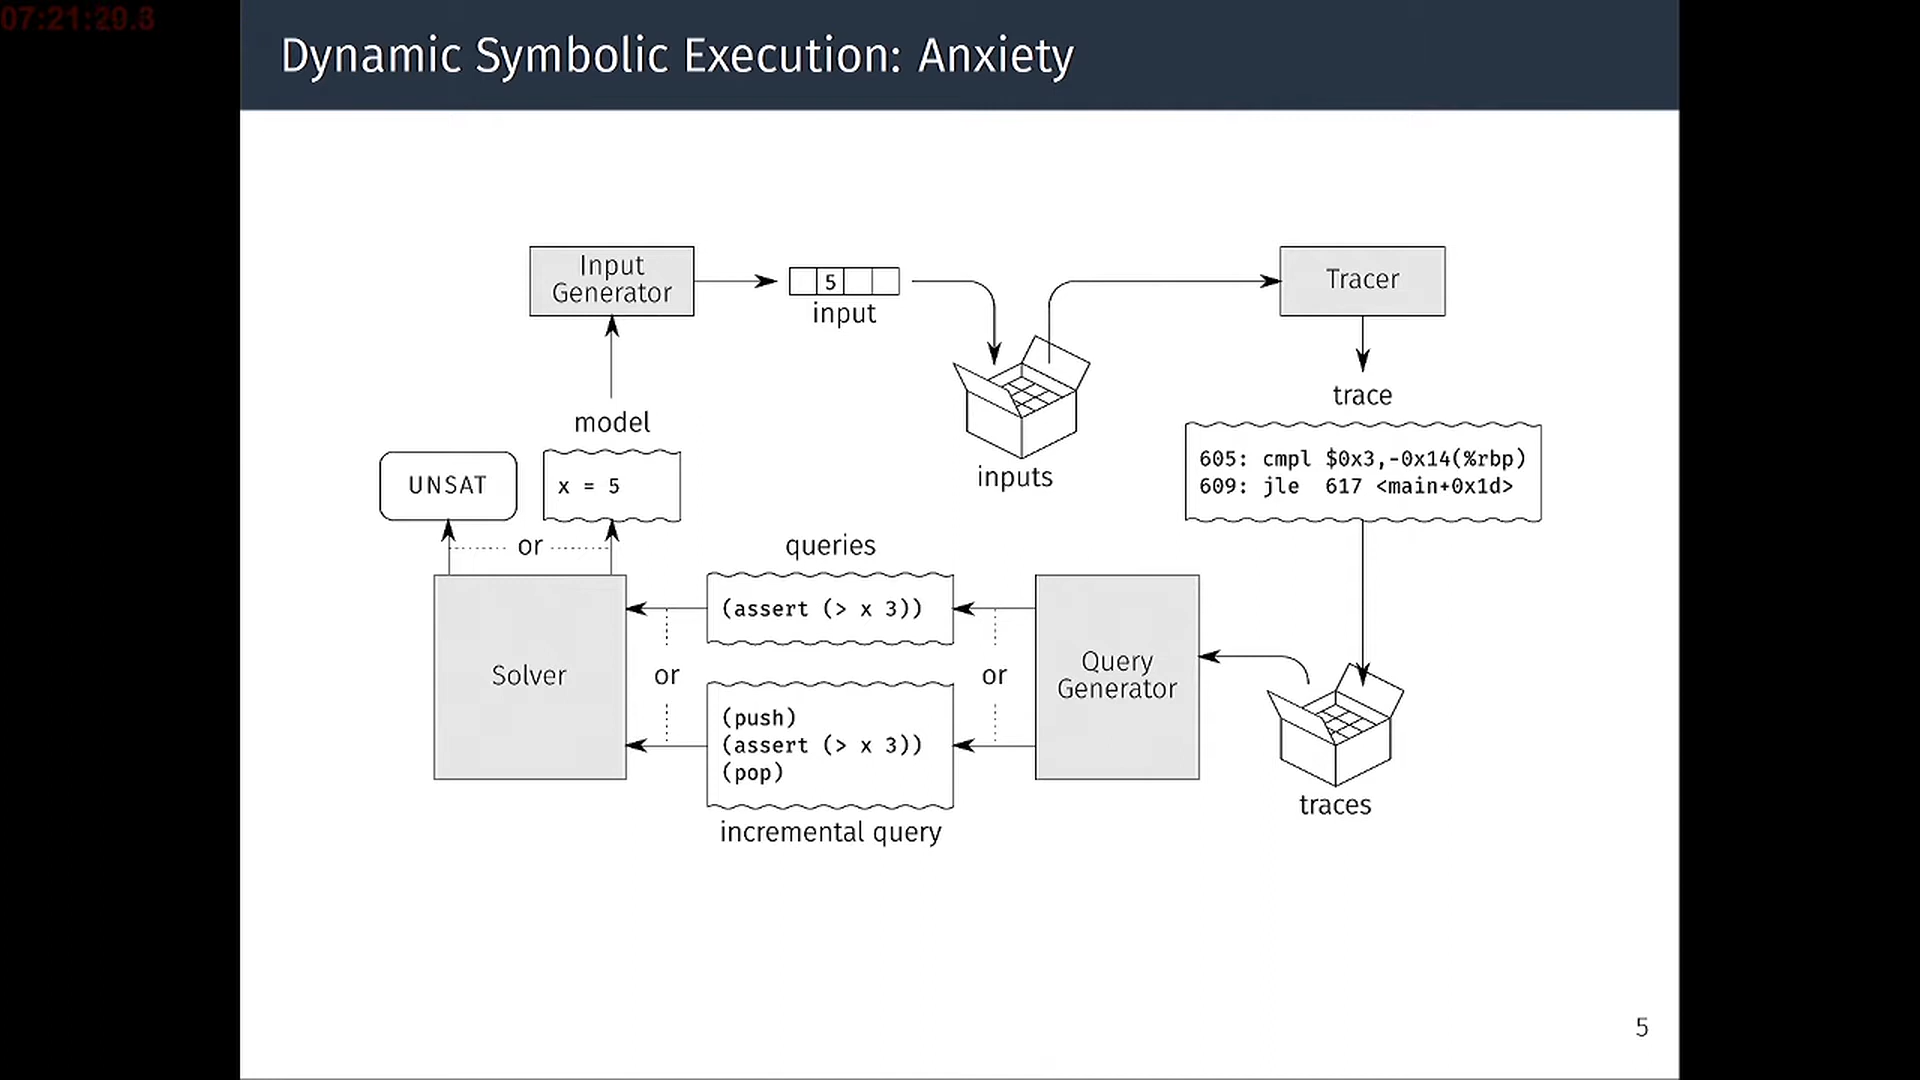 07:21:29.3
Dynamic Symbolic Execution: Anxiety
Input
Generator
5
input
Tracer
inputs
trace
605: cmpl $0x3,-0x14(%rbp)
609: jle  617 <main+0x1d>
model
UNSAT
x = 5
or
queries
(assert (> x 3))
Solver
or
or
Query
Generator
(push)
(assert (> x 3))
(pop)
incremental query
traces
5